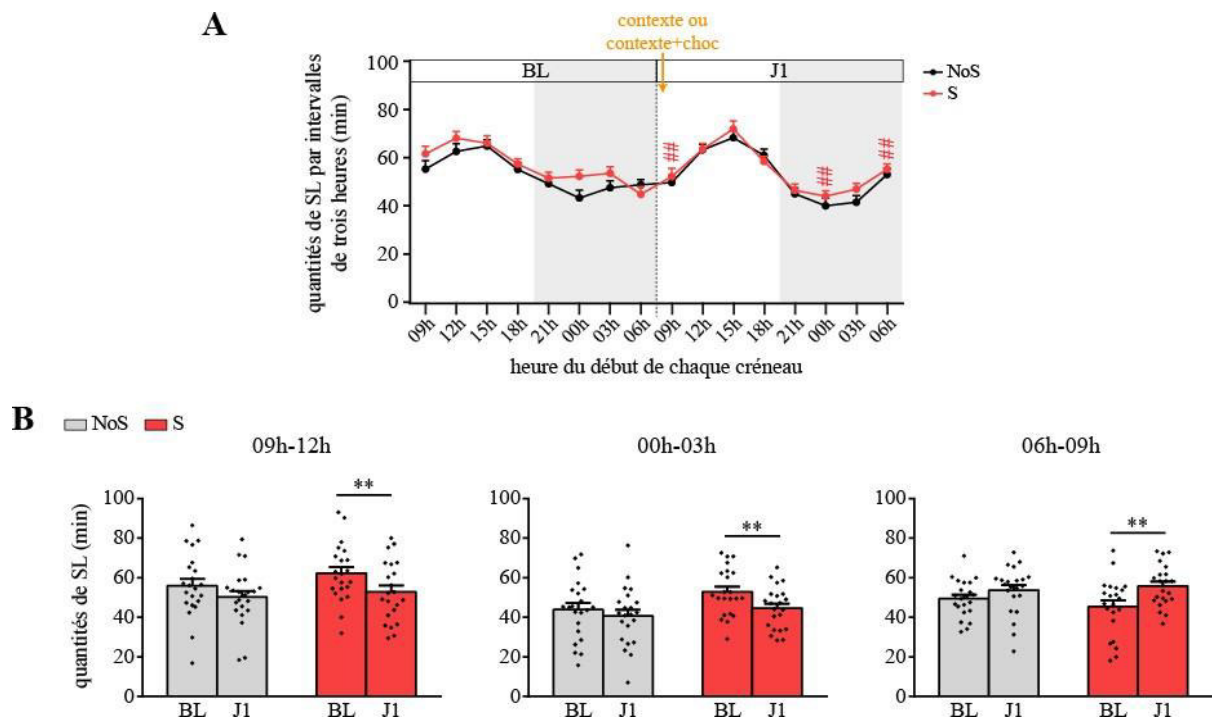 A
contexte ou
contexte+choc
quantités de SL par intervalles
de trois heures (min)
100
80
60
40
20
0
BL
J1
NoS
S
##
##
##
09h
12h
15h
18h
21h
00h
03h
06h
09h
12h
15h
18h
21h
00h
03h
06h
heure du début de chaque créneau
B
NoS
S
09h-12h
00h-03h
06h-09h
quantités de SL (min)
100
80
60
40
20
0
**
BL
J1
BL
J1
100
80
60
40
20
0
**
BL
J1
BL
J1
100
80
60
40
20
0
**
BL
J1
BL
J1